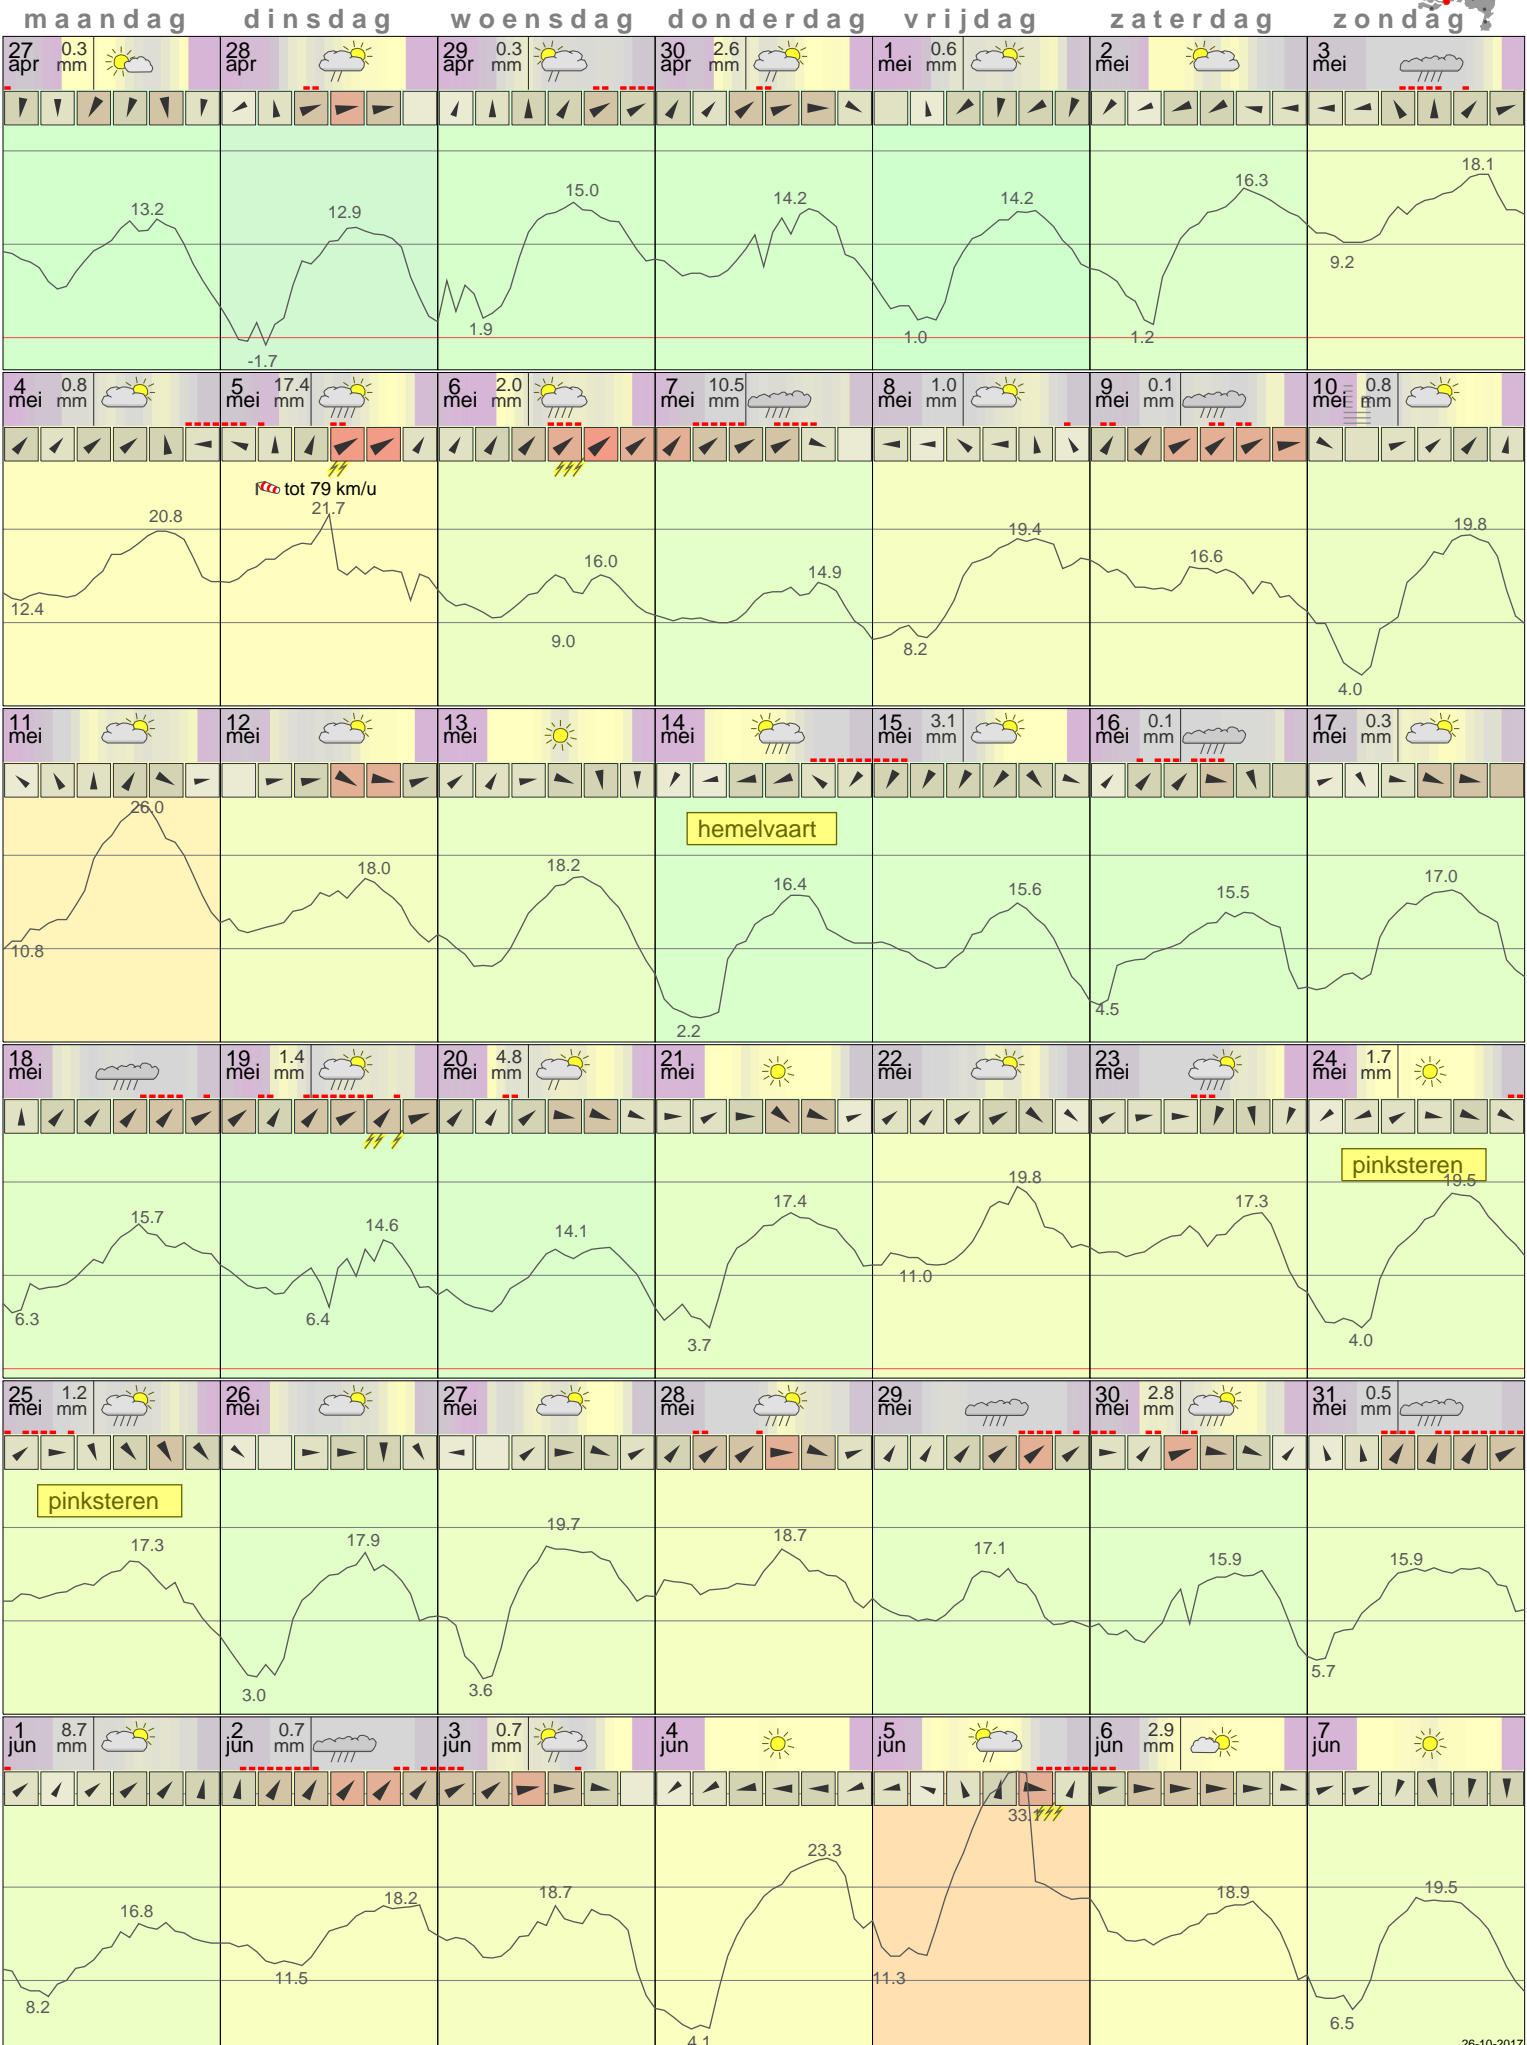 maandag dinsdag woensdag donderdag vrijdag zaterdag zondag
27 apr 0.3 mm 28 apr 29 apr 0.3 mm 30 apr 2.6 mm 1 mei 0.6 mm 2 mei 3 mei
13.2 12.9 15.0 14.2 14.2 16.3 18.1
-1.7 1.9 1.0 1.2 9.2
4 mei 0.8 mm 5 mei 17.4 mm 6 mei 2.0 mm 7 mei 10.5 mm 8 mei 1.0 mm 9 mei 0.1 mm 10 mei 0.8 mm
tot 79 km/u
20.8 21.7 16.0 14.9 19.4 16.6 19.8
12.4 9.0 8.2 4.0
11 mei 12 mei 13 mei 14 mei 15 mei 3.1 mm 16 mei 0.1 mm 17 mei 0.3 mm
hemelvaart
26.0 18.0 18.2 16.4 15.6 15.5 17.0
10.8 2.2 4.5
18 mei 19 mei 1.4 mm 20 mei 4.8 mm 21 mei 22 mei 23 mei 24 mei 1.7 mm
pinksteren
15.7 14.6 14.1 17.4 19.8 17.3 19.5
6.3 6.4 3.7 11.0 4.0
25 mei 1.2 mm 26 mei 27 mei 28 mei 29 mei 30 mei 2.8 mm 31 mei 0.5 mm
pinksteren
17.3 17.9 19.7 18.7 17.1 15.9 15.9
3.0 3.6 5.7
1 jun 8.7 mm 2 jun 0.7 mm 3 jun 0.7 mm 4 jun 5 jun 6 jun 2.9 mm 7 jun
16.8 18.2 18.7 23.3 18.9 19.5
8.2 11.5 4.1 11.3 6.5
26-10-2017